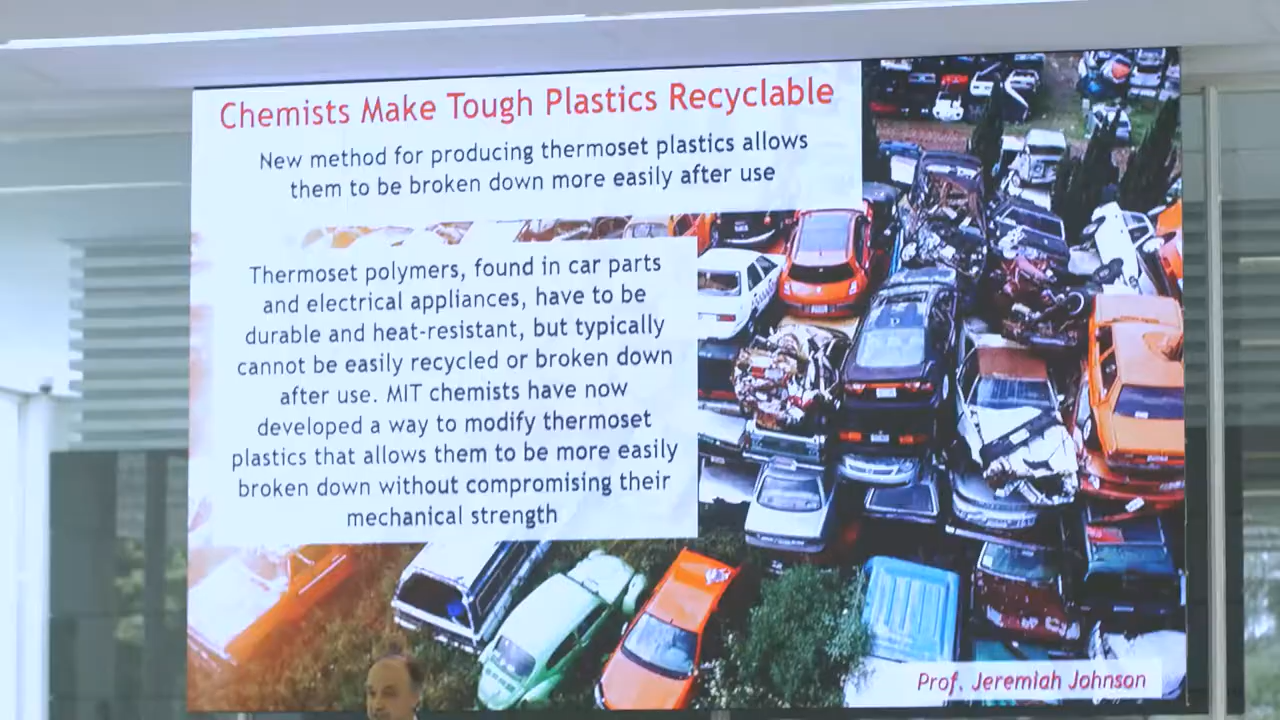 Chemists Make Tough Plastics Recyclable
New method for producing thermoset plastics allows
them to be broken down more easily after use
Thermoset polymers, found in car parts
and electrical appliances, have to be
durable and heat-resistant, but typically
cannot be easily recycled or broken down
after use. MIT chemists have now
developed a way to modify thermoset
plastics that allows them to be more easily
broken down without compromising their
mechanical strength
Prof. Jeremiah Johnson